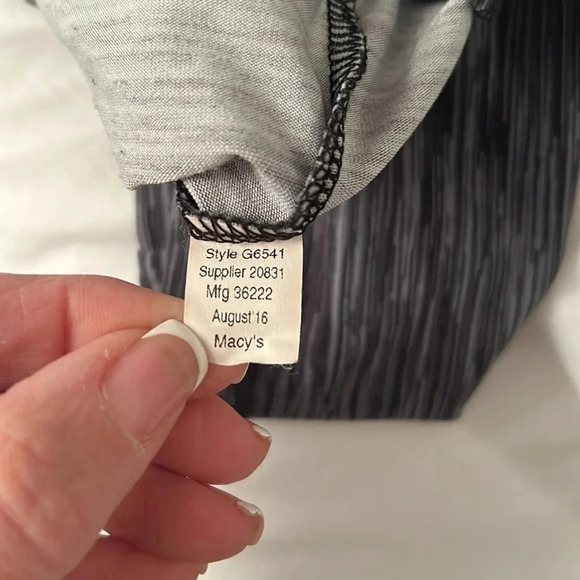 Style G6541
Supplier 20831
Mfg 36222
August'16
Macy's